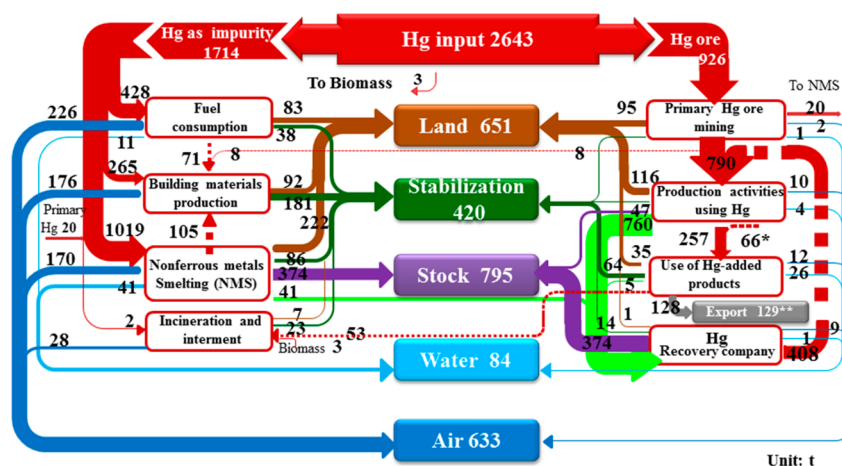 Hg as impurity
1714
Hg input 2643
Hg ore
926
To Biomass 3
To NMS
428
226
Fuel
consumption
83
38
Land 651
95
Primary Hg ore
mining
20
2
1
11
71
8
8
790
265
176
Building materials
production
92
181
Stabilization
420
116
Production activities
using Hg
10
4
47
760
222
Primary
Hg 20
105
1019
170
Nonferrous metals
Smelting (NMS)
86
374
41
Stock 795
257
66*
35
64
5
Use of Hg-added
products
12
26
41
128
Export 129**
7
23
53
2
Incineration and
interment
Biomass 3
28
Water 84
1
14
374
Hg
Recovery company
9
1
408
Air 633
Unit: t